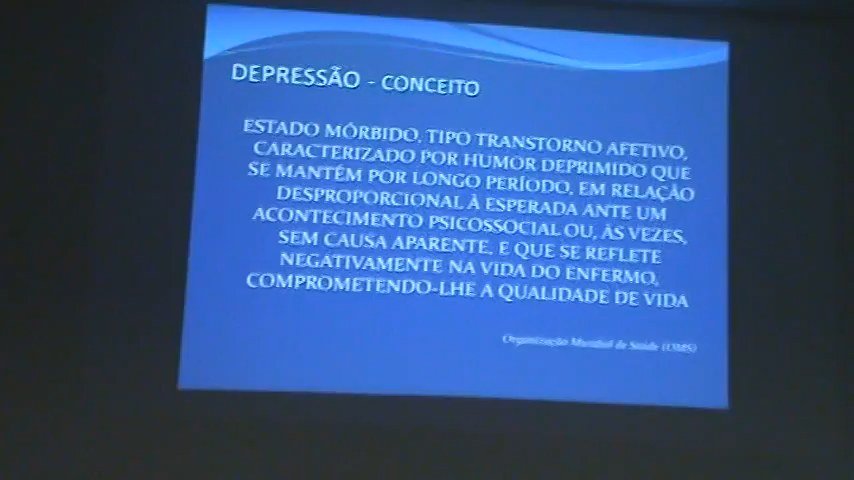 DEPRESSÃO - CONCEITO
ESTADO MÓRBIDO, TIPO TRANSTORNO AFETIVO,
CARACTERIZADO POR HUMOR DEPRIMIDO QUE
SE MANTÉM POR LONGO PERÍODO, EM RELAÇÃO
DESPROPORCIONAL À ESPERADA ANTE UM
ACONTECIMENTO PSICOSSOCIAL OU, ÀS VEZES,
SEM CAUSA APARENTE, E QUE SE REFLETE
NEGATIVAMENTE NA VIDA DO ENFERMO,
COMPROMETENDO-LHE A QUALIDADE DE VIDA
Organização Mundial de Saúde (OMS)